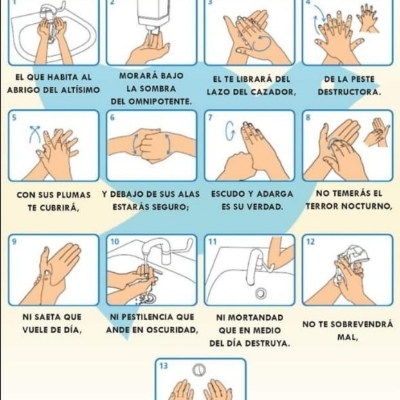 1 2 3 4
EL QUE HABITA AL
ABRIGO DEL ALTÍSIMO
MORARÁ BAJO
LA SOMBRA
DEL OMNIPOTENTE.
EL TE LIBRARÁ DEL
LAZO DEL CAZADOR,
DE LA PESTE
DESTRUCTORA.
5 6 7 8
CON SUS PLUMAS
TE CUBRIRÁ,
Y DEBAJO DE SUS ALAS
ESTARÁS SEGURO;
ESCUDO Y ADARGA
ES SU VERDAD.
NO TEMERÁS EL
TERROR NOCTURNO,
9 10 11 12
NI SAETA QUE
VUELE DE DÍA,
NI PESTILENCIA QUE
ANDE EN OSCURIDAD,
NI MORTANDAD
QUE EN MEDIO
DEL DÍA DESTRUYA.
NO TE SOBREVENDRÁ
MAL,
13